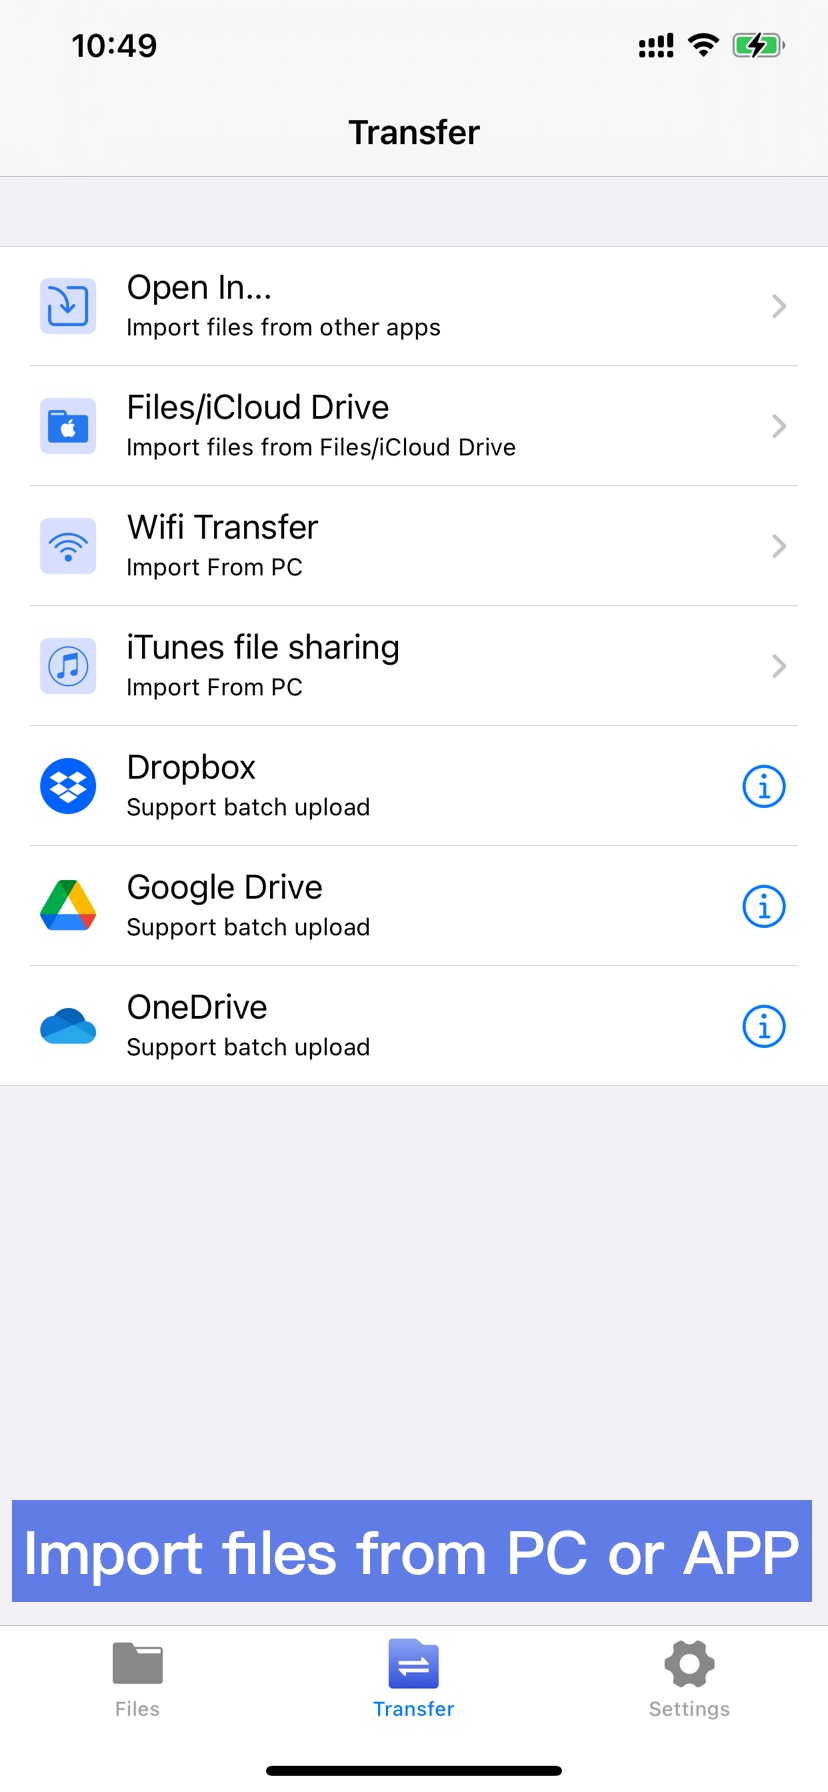 10:49
Transfer
Open In...
Import files from other apps
Files/iCloud Drive
Import files from Files/iCloud Drive
Wifi Transfer
Import From PC
iTunes file sharing
Import From PC
Dropbox
Support batch upload
Google Drive
Support batch upload
OneDrive
Support batch upload
Import files from PC or APP
Files
Transfer
Settings